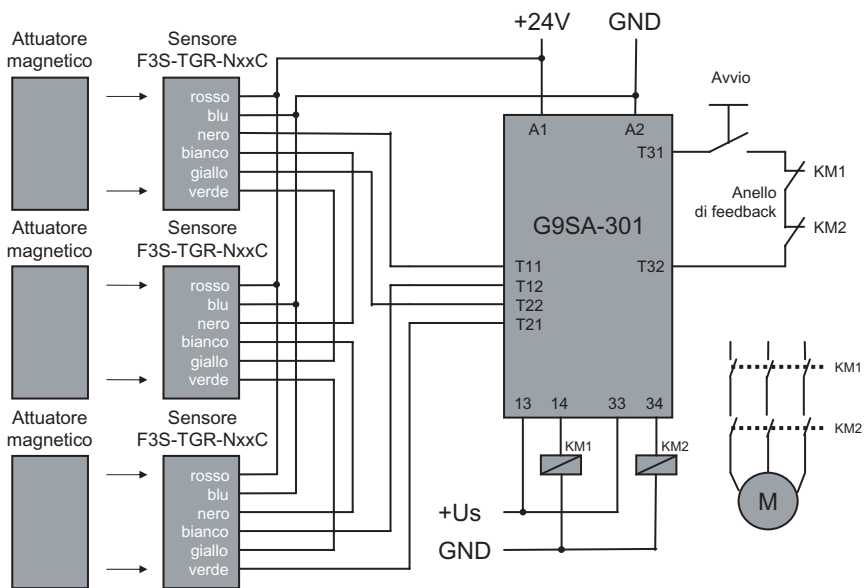 +24V
GND
Attuatore
magnetico
Sensore
F3S-TGR-NxxC
rosso
blu
nero
bianco
giallo
verde
Attuatore
magnetico
Sensore
F3S-TGR-NxxC
rosso
blu
nero
bianco
giallo
verde
Attuatore
magnetico
Sensore
F3S-TGR-NxxC
rosso
blu
nero
bianco
giallo
verde
A1
A2
T31
G9SA-301
T11
T12
T22
T21
T32
13
14
33
34
Avvio
KM1
Anello
di feedback
KM2
KM1
KM2
+Us
GND
KM1
KM2
M